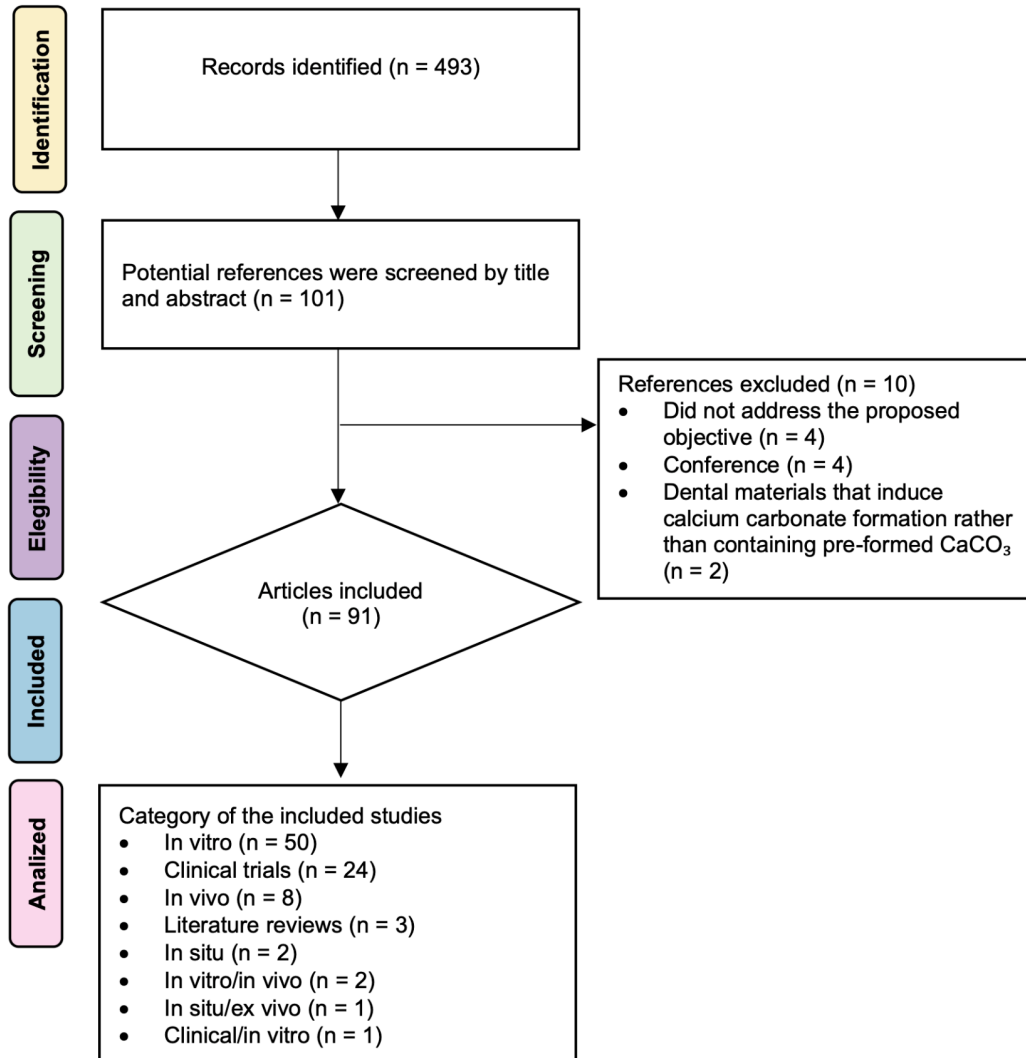 Identification
Records identified (n = 493)
Screening
Potential references were screened by title
and abstract (n = 101)
References excluded (n = 10)
• Did not address the proposed
objective (n = 4)
• Conference (n = 4)
• Dental materials that induce
calcium carbonate formation rather
than containing pre-formed CaCO₃
(n = 2)
Elegibility
Articles included
(n = 91)
Included
Analized
Category of the included studies
• In vitro (n = 50)
• Clinical trials (n = 24)
• In vivo (n = 8)
• Literature reviews (n = 3)
• In situ (n = 2)
• In vitro/in vivo (n = 2)
• In situ/ex vivo (n = 1)
• Clinical/in vitro (n = 1)